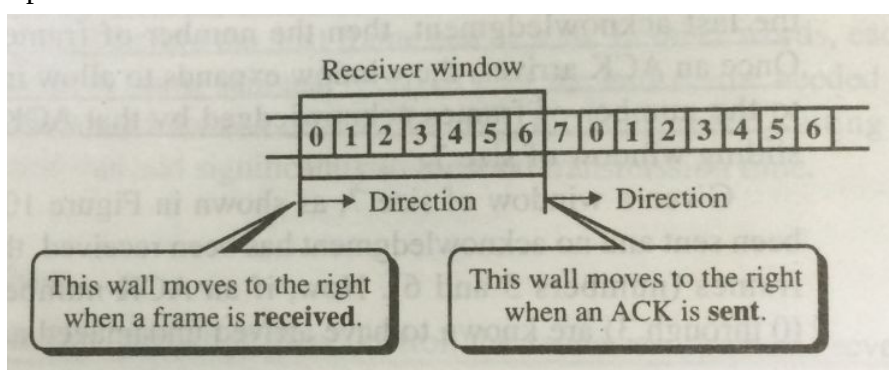 Receiver window
0 1 2 3 4 5 6 7 0 1 2 3 4 5 6
Direction
Direction
This wall moves to the right
when a frame is received.
This wall moves to the right
when an ACK is sent.